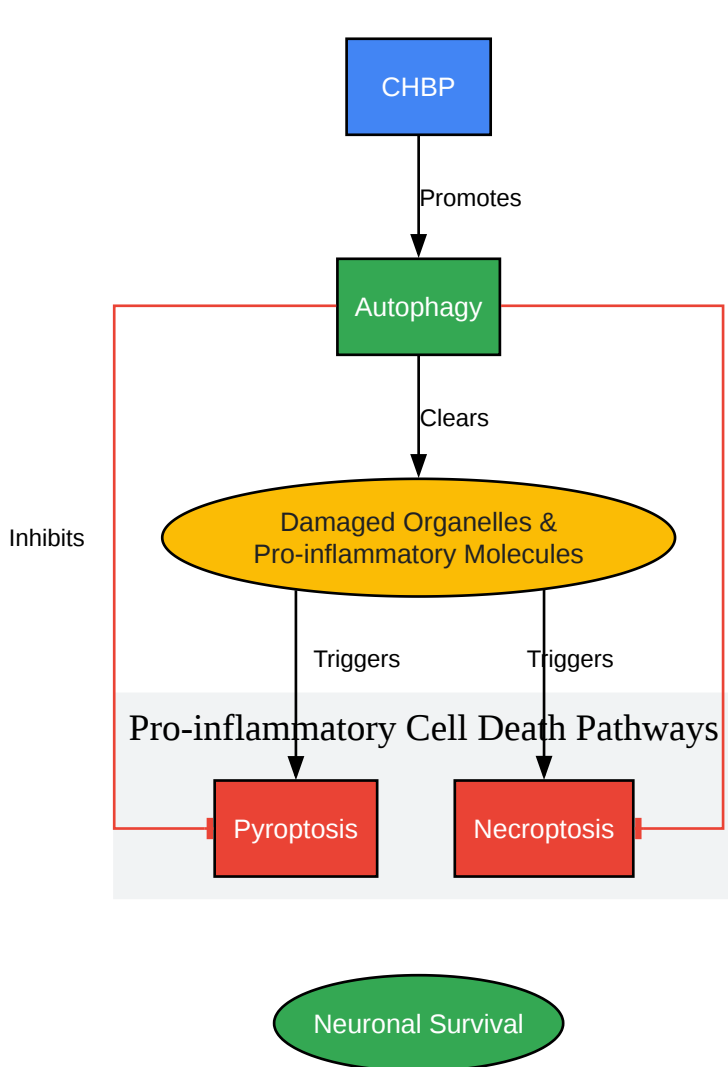 CHBP
Promotes
Autophagy
Clears
Damaged Organelles &
Pro-inflammatory Molecules
Inhibits
Triggers
Triggers
Pro-inflammatory Cell Death Pathways
Pyroptosis
Necroptosis
Neuronal Survival